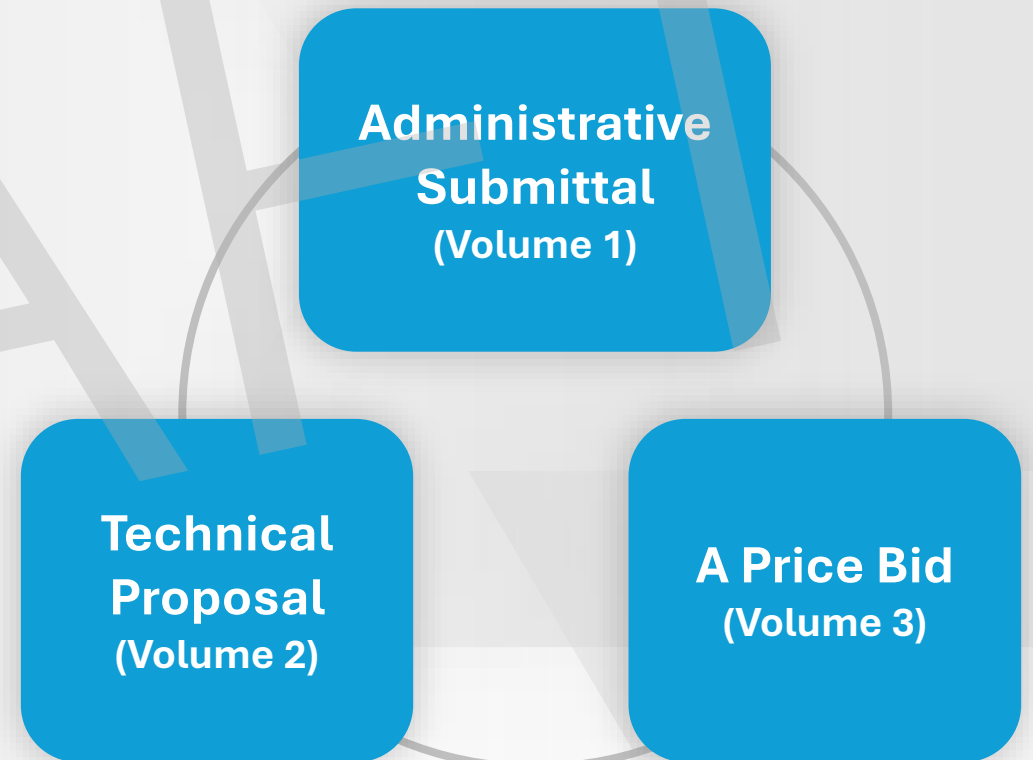 Administrative
Submittal
(Volume 1)
Technical
Proposal
(Volume 2)
A Price Bid
(Volume 3)